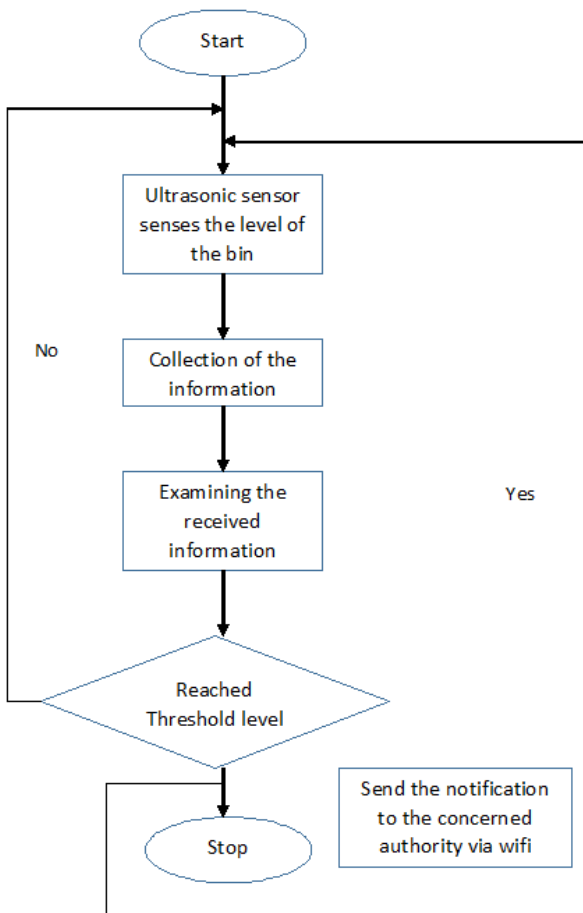 Start
Ultrasonic sensor
senses the level of
the bin
No
Collection of the
information
Examining the
received
information
Yes
Reached
Threshold level
Send the notification
to the concerned
authority via wifi
Stop